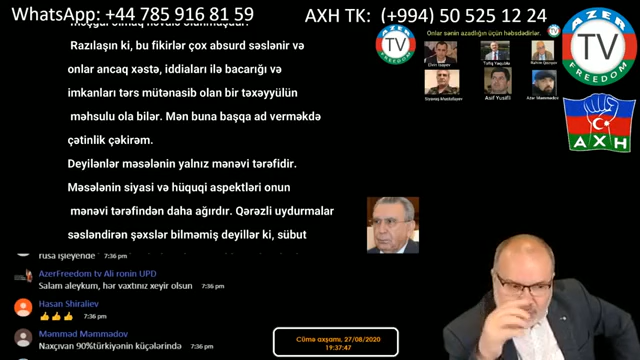 WhatsApp: +44 785 916 81 59
AXH TK: (+994) 50 525 12 24
Razılaşın ki, bu fikirlər çox absurd səslənir və
onlar ancaq xəstə, iddiaları ilə bacarığı və
imkanları tərs mütənasib olan bir təxəyyülün
məhsulu ola bilər. Mən buna başqa ad verməkdə
çətinlik çəkirəm.
Deyilənlər məsələnin yalnız mənəvi tərəfidir.
Məsələnin siyasi və hüquqi aspektləri onun
mənəvi tərəfindən daha ağırdır. Qərəzli uydurmalar
səsləndirən şəxslər bilməmiş deyillər ki, sübut
rusa işləyəndə 7:36 pm
AzerFreedom tv Ali ronin UPD
Salam aleykum, hər vaxtınız xeyir olsun 7:36 pm
Hasan Shiraliev
👍👍👍 7:36 pm
Məmməd Məmmədov
Naxçıvan 90%türkiyənin küçələrində 7:36 pm
Onlar sənin azadlığın üçün həbsdədirlər.
Asif Yusifli
AZER
TV
FREEDOM
AZER
TV
FREEDOM
AXH
Cümə axşamı, 27/08/2020
19:37:47